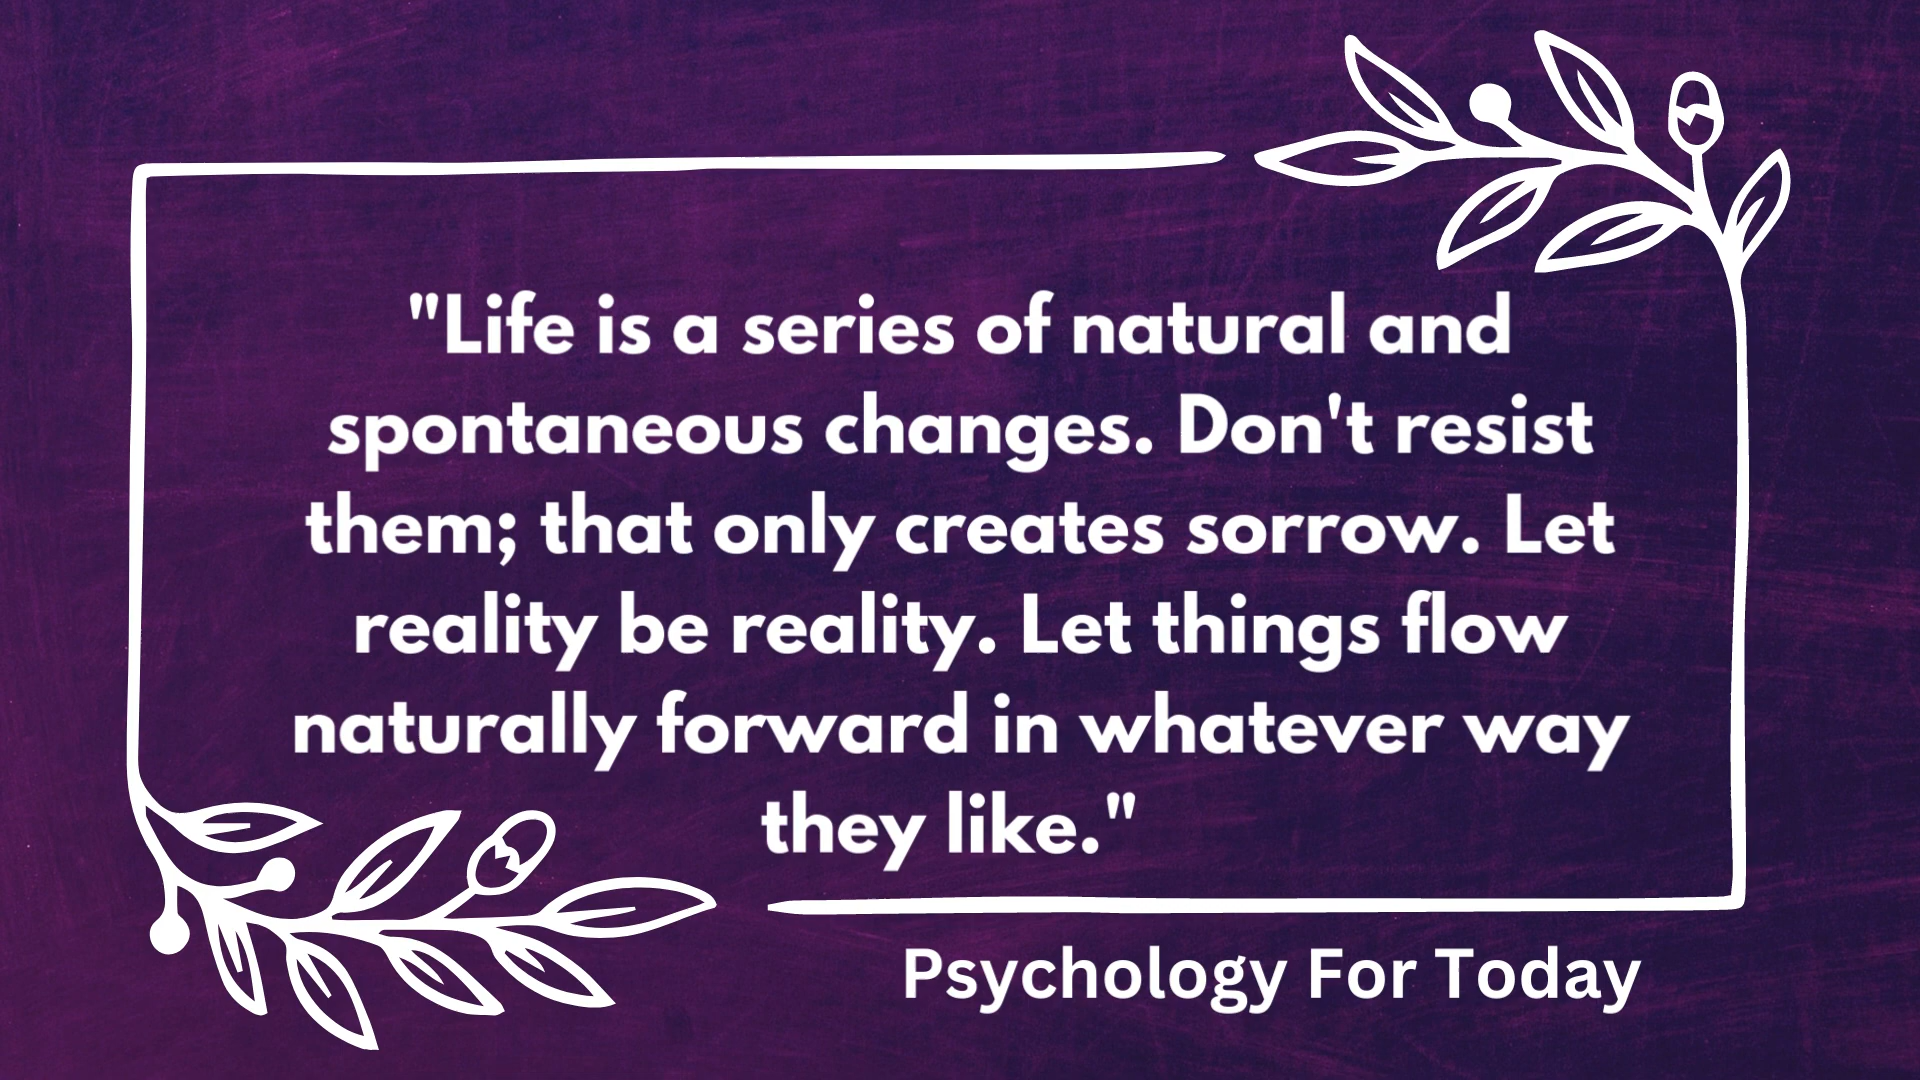 "Life is a series of natural and
spontaneous changes. Don't resist
them; that only creates sorrow. Let
reality be reality. Let things flow
naturally forward in whatever way
they like."
Psychology For Today